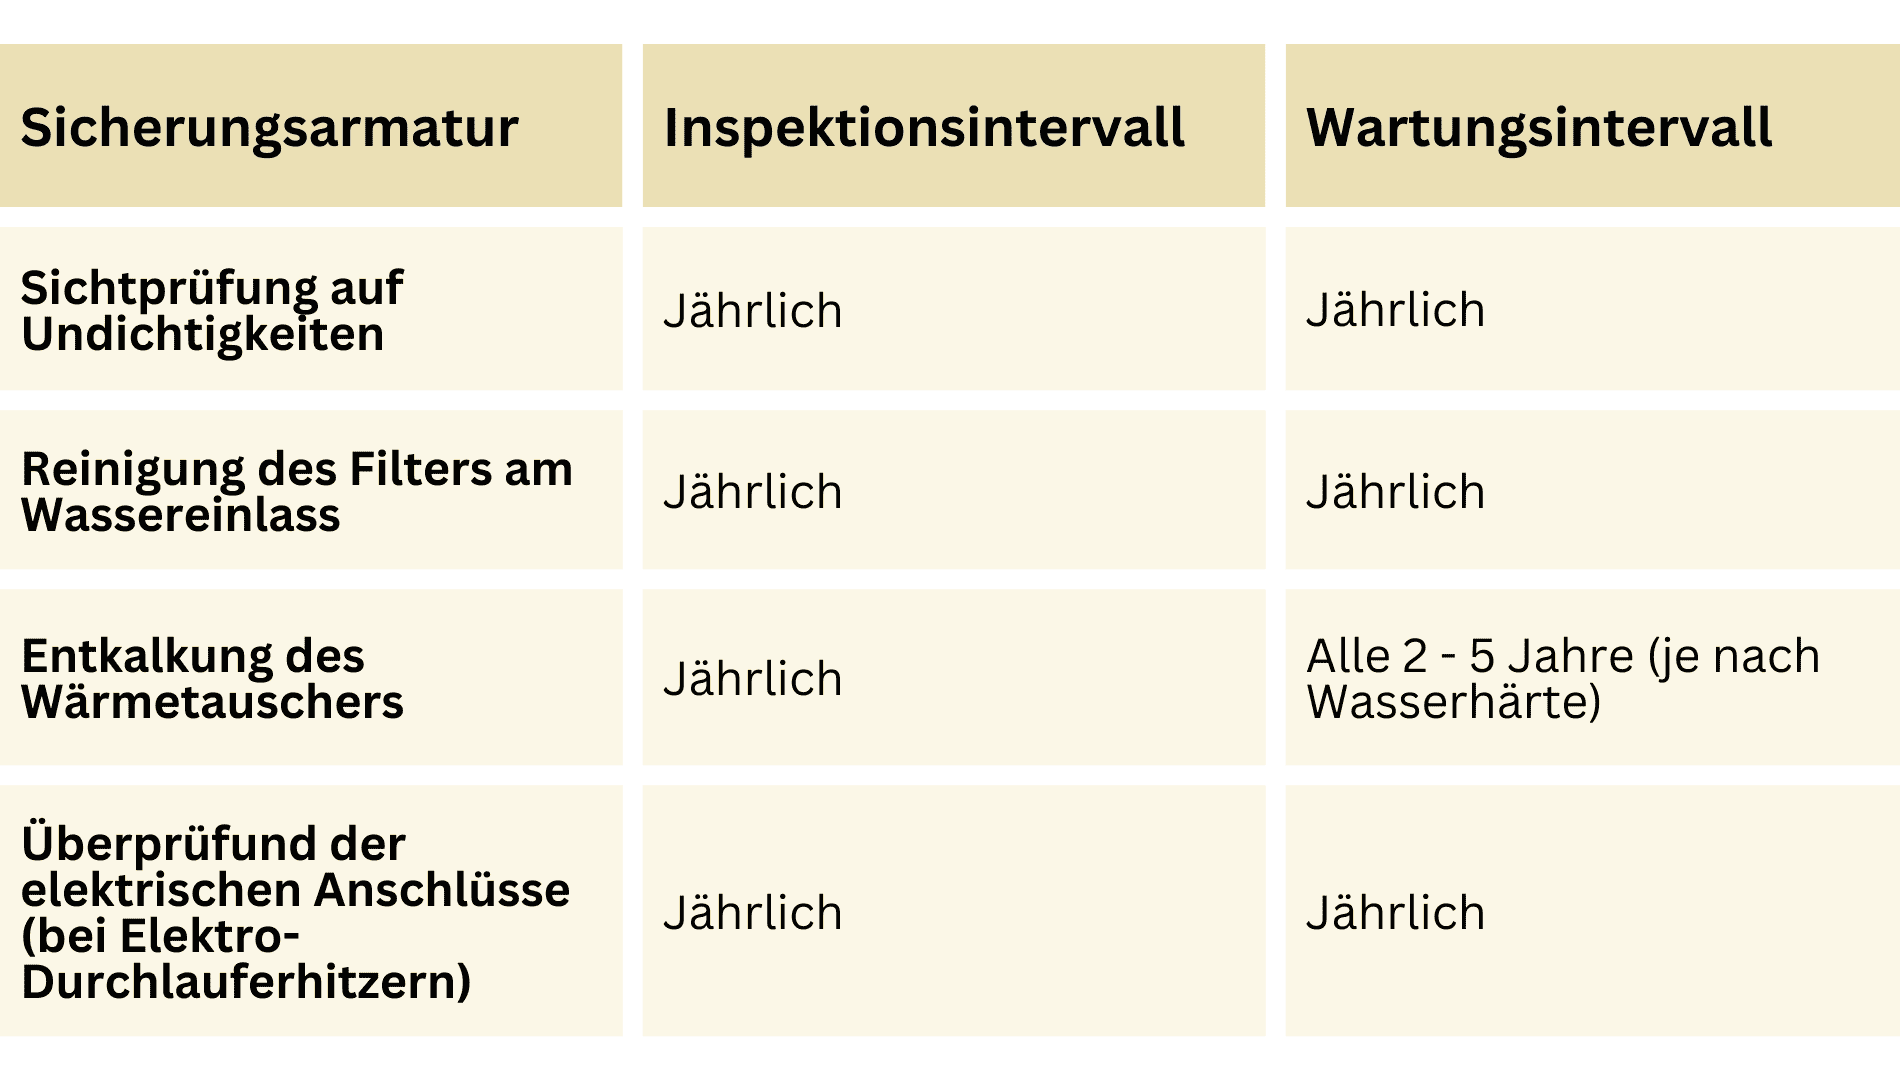 Sicherungsarmatur
Inspektionsintervall
Wartungsintervall
Sichtprüfung auf
Undichtigkeiten
Jährlich
Jährlich
Reinigung des Filters am
Wassereinlass
Jährlich
Jährlich
Entkalkung des
Wärmetauschers
Jährlich
Alle 2 - 5 Jahre (je nach
Wasserhärte)
Überprüfund der
elektrischen Anschlüsse
(bei Elektro-
Durchlauferhitzern)
Jährlich
Jährlich